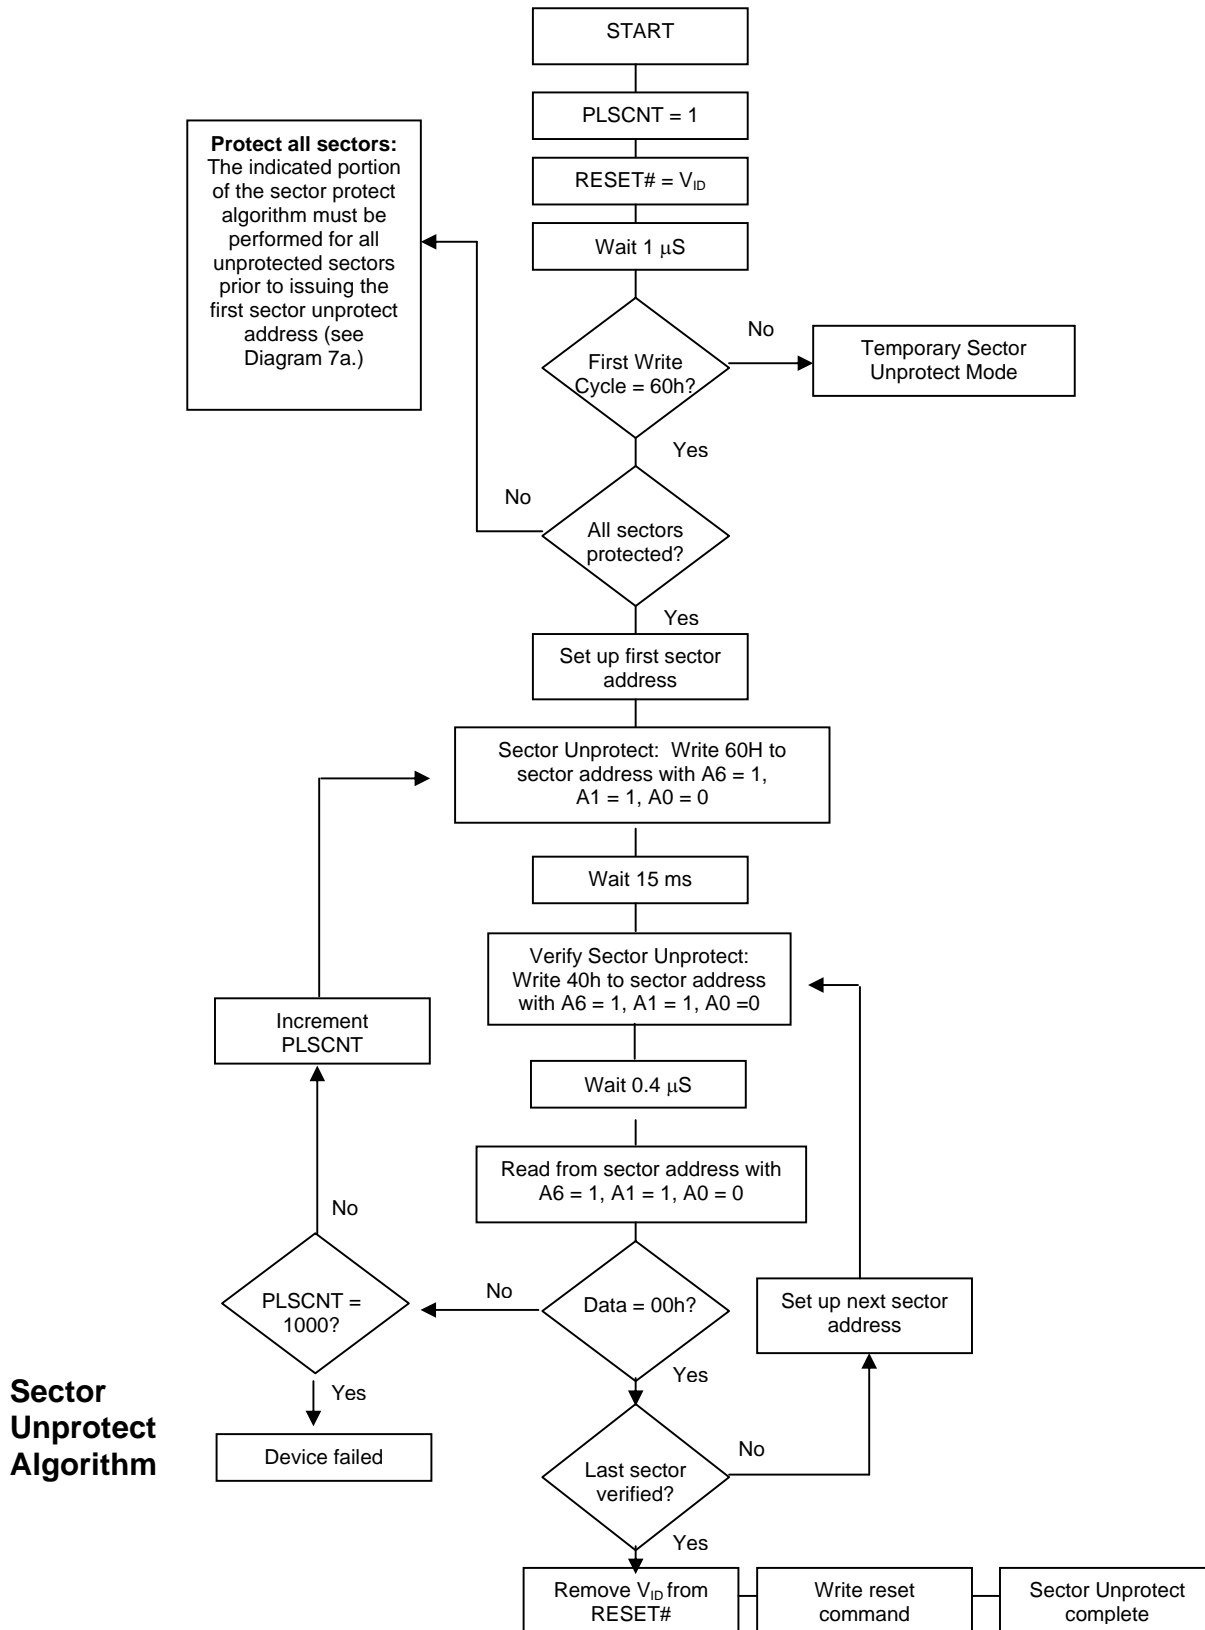 START
PLSCNT = 1
Protect all sectors:
The indicated portion
of the sector protect
algorithm must be
performed for all
unprotected sectors
prior to issuing the
first sector unprotect
address (see
Diagram 7a.)
RESET# = VID
Wait 1 μS
First Write
Cycle = 60h?
No
Temporary Sector
Unprotect Mode
Yes
No
All sectors
protected?
Yes
Set up first sector
address
Sector Unprotect: Write 60H to
sector address with A6 = 1,
A1 = 1, A0 = 0
Wait 15 ms
Verify Sector Unprotect:
Write 40h to sector address
with A6 = 1, A1 = 1, A0 =0
Increment
PLSCNT
Wait 0.4 μS
Read from sector address with
A6 = 1, A1 = 1, A0 = 0
No
PLSCNT =
1000?
No
Data = 00h?
Set up next sector
address
Yes
Yes
Sector
Unprotect
Algorithm
Device failed
Last sector
verified?
No
Yes
Remove VID from
RESET#
Write reset
command
Sector Unprotect
complete